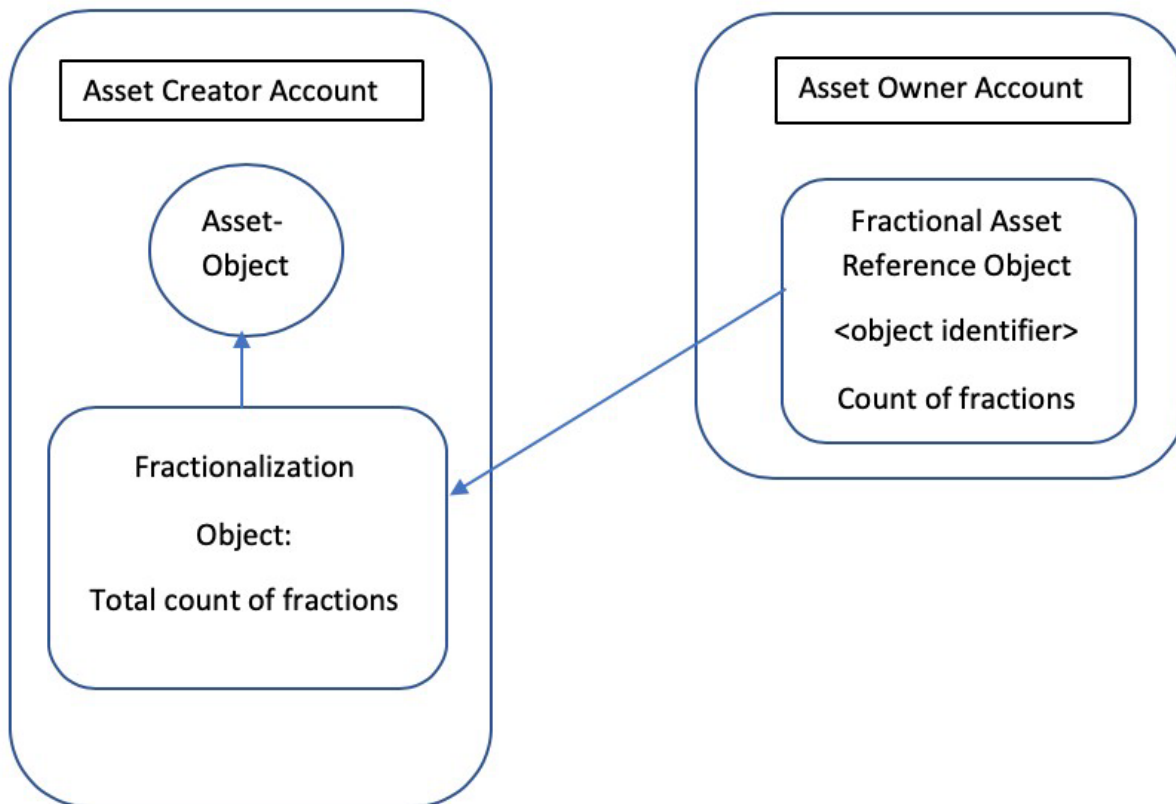 Asset Creator Account
Asset-
Object
Fractionalization
Object:
Total count of fractions
Asset Owner Account
Fractional Asset
Reference Object
<object identifier>
Count of fractions